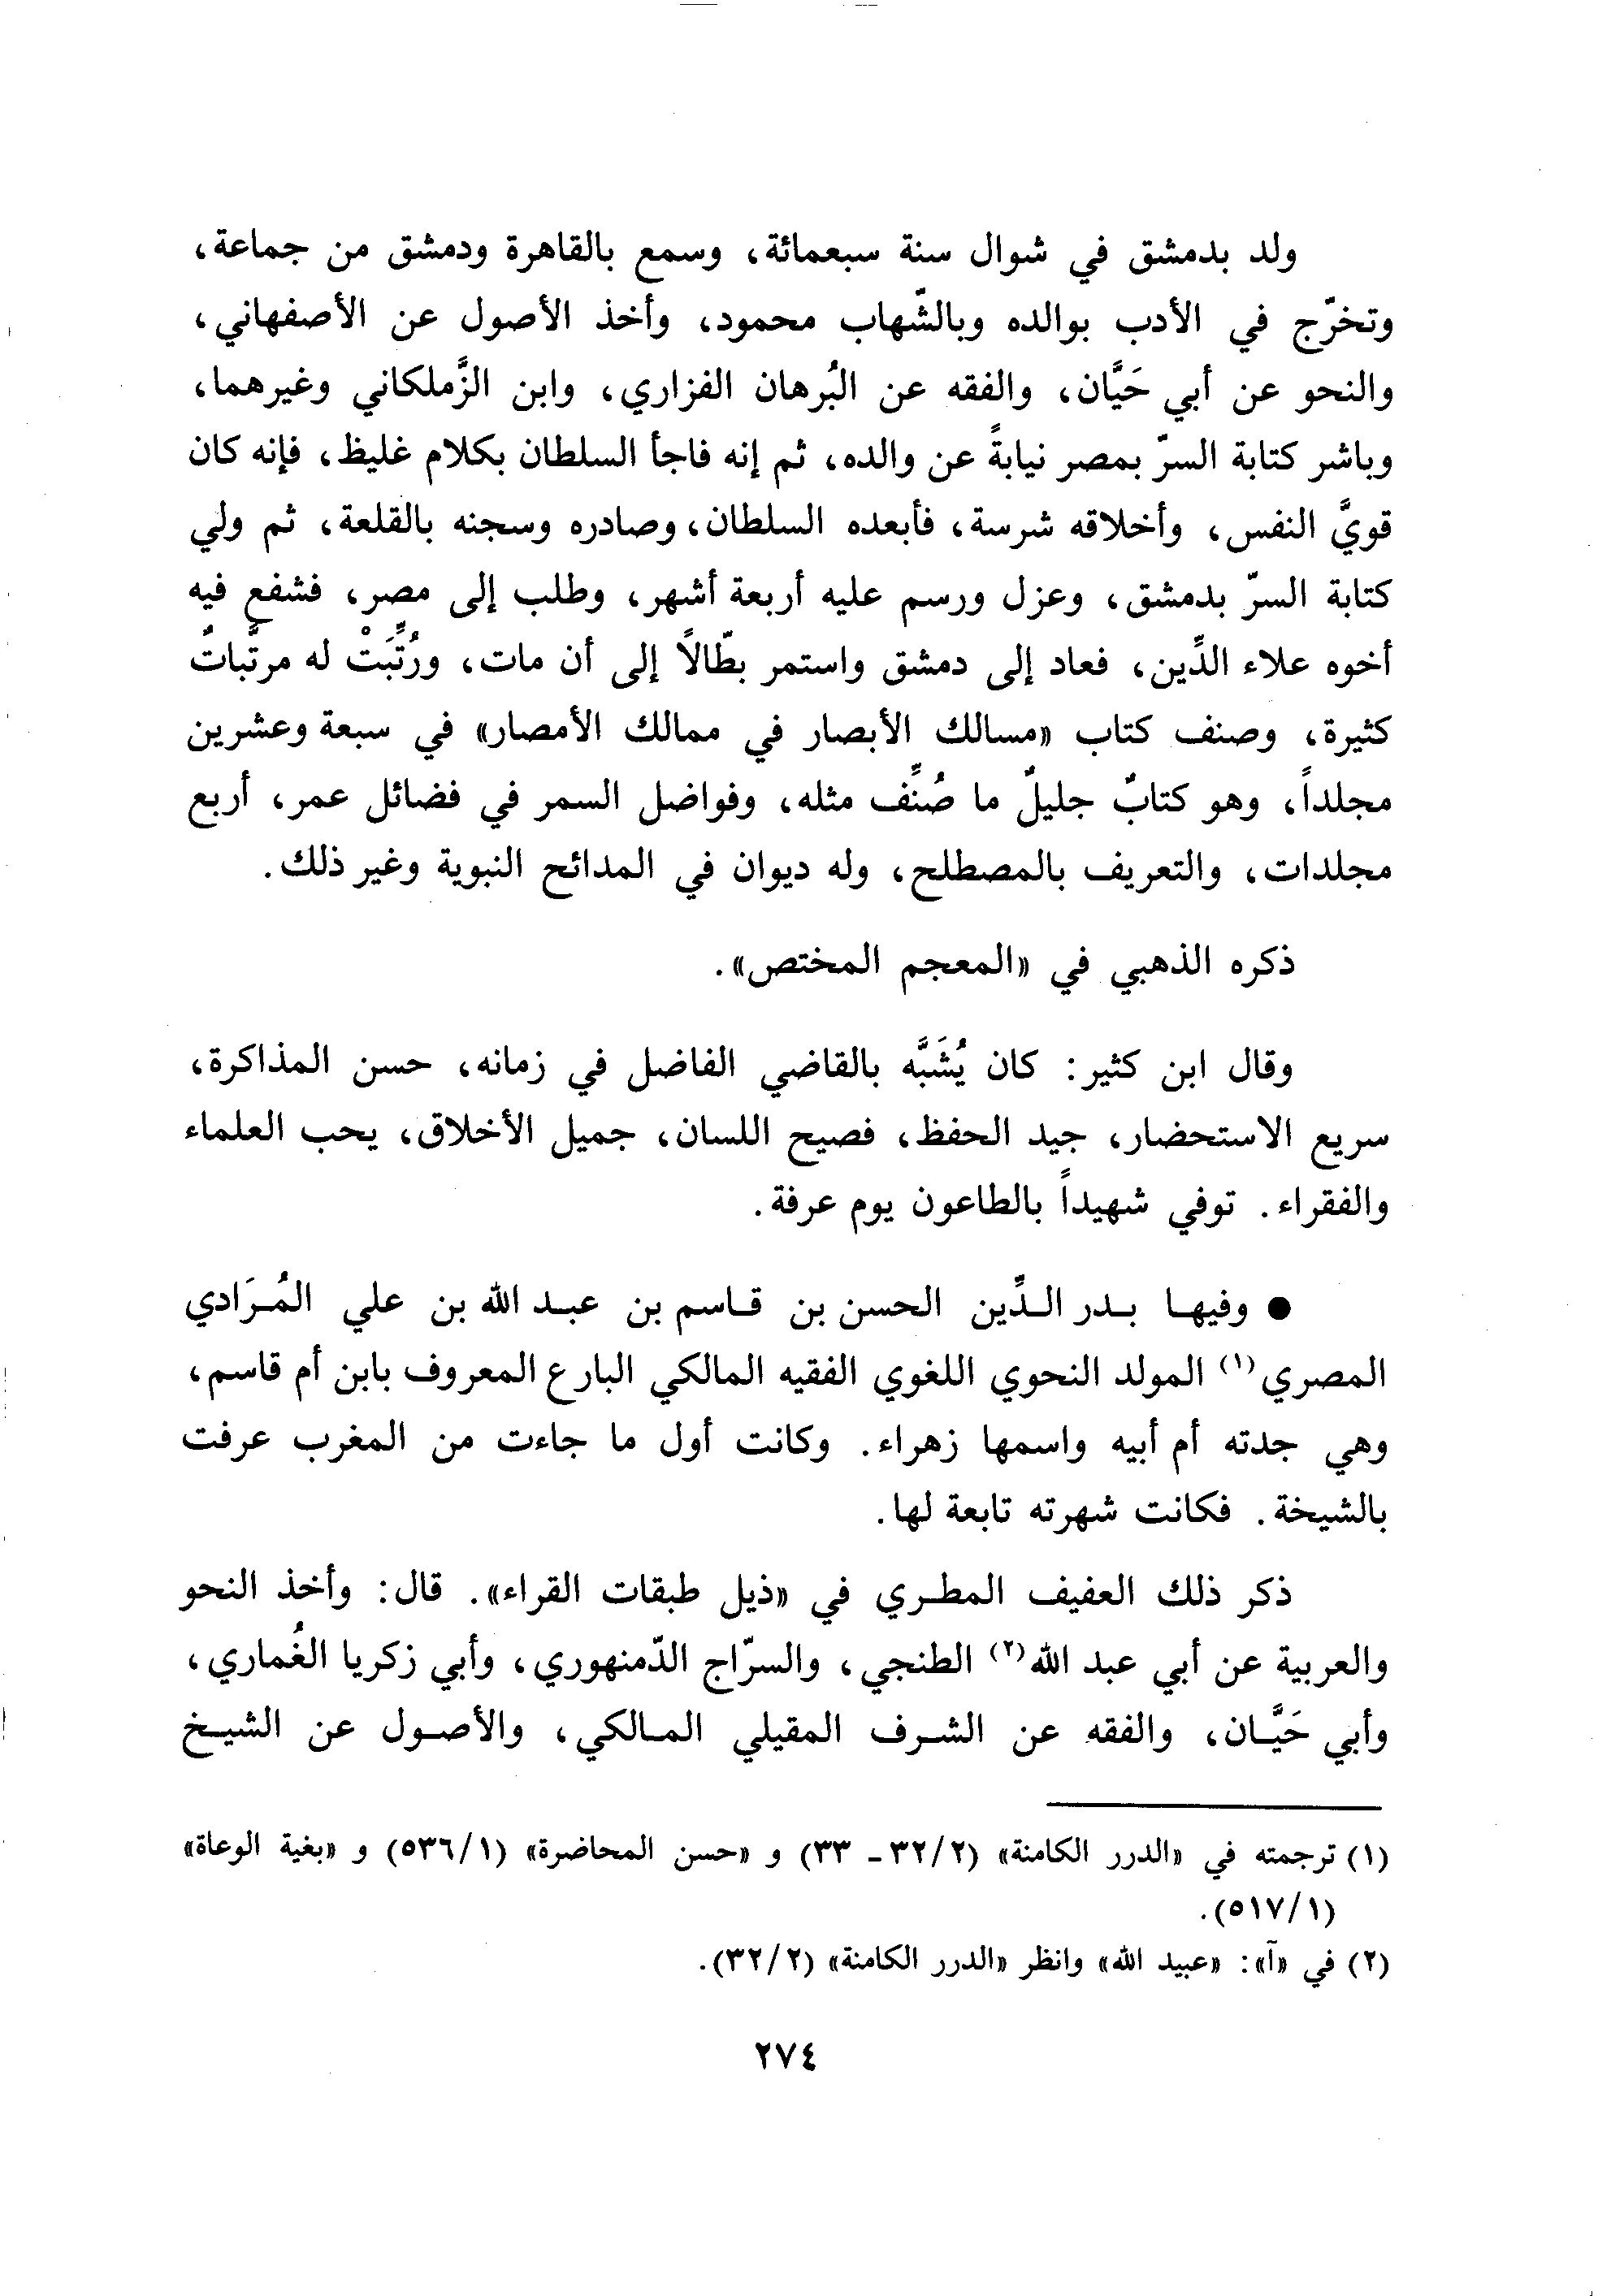 ولد بدمشق في شوال سنة سبعمائة، وسمع بالقاهرة ودمشق من جماعة،
وتخرّج في الأدب بوالده وبالشّهاب محمود، وأخذ الأصول عن الأصفهاني،
والنحو عن أبي حَيَّان، والفقه عن البُرهان الفزاري، وابن الزَّملكاني وغيرهما،
وباشر كتابة السرّ بمصر نيابةً عن والده، ثم إنه فاجأ السلطان بكلام غليظ، فإنه كان
قويَّ النفس، وأخلاقه شرسة، فأبعده السلطان، وصادره وسجنه بالقلعة، ثم ولي
كتابة السرّ بدمشق، وعزل ورسم عليه أربعة أشهر، وطلب إلى مصر، فشفع فيه
أخوه علاء الدِّين، فعاد إلى دمشق واستمر بطّالاً إلى أن مات، ورُتِّبَتْ له مرتَّباتٌ
كثيرة، وصنف كتاب «مسالك الأبصار في ممالك الأمصار» في سبعة وعشرين
مجلداً، وهو كتابٌ جليلٌ ما صُنِّف مثله، وفواضل السمر في فضائل عمر، أربع
مجلدات، والتعريف بالمصطلح، وله ديوان في المدائح النبوية وغير ذلك.
ذكره الذهبي في «المعجم المختص».
وقال ابن كثير: كان يُشَبَّه بالقاضي الفاضل في زمانه، حسن المذاكرة،
سريع الاستحضار، جيد الحفظ، فصيح اللسان، جميل الأخلاق، يحب العلماء
والفقراء. توفي شهيداً بالطاعون يوم عرفة.
● وفيها بدر الدِّين الحسن بن قاسم بن عبد الله بن علي المُرَادي
المصري(١) المولد النحوي اللغوي الفقيه المالكي البارع المعروف بابن أم قاسم،
وهي جدته أم أبيه واسمها زهراء. وكانت أول ما جاءت من المغرب عرفت
بالشيخة. فكانت شهرته تابعة لها.
ذكر ذلك العفيف المطري في «ذيل طبقات القراء». قال: وأخذ النحو
والعربية عن أبي عبد الله(٢) الطنجي، والسرّاج الدّمنهوري، وأبي زكريا الغُماري،
وأبي حَيَّان، والفقه عن الشرف المقيلي المالكي، والأصول عن الشيخ
(١) ترجمته في «الدرر الكامنة» (٣٢/٢ - ٣٣) و «حسن المحاضرة» (٥٣٦/١) و «بغية الوعاة»
(٥١٧/١).
(٢) في «آ»: «عبيد الله» وانظر «الدرر الكامنة» (٣٢/٢).
٢٧٤